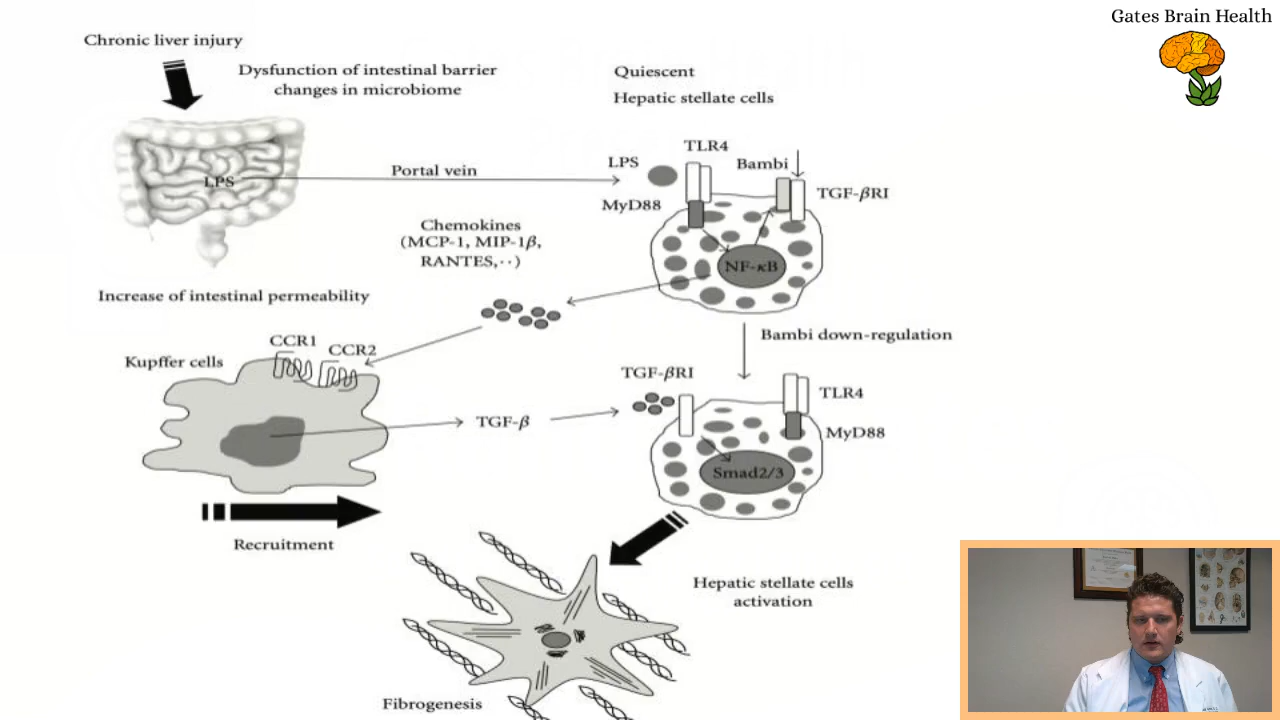 Gates Brain Health
Chronic liver injury
Dysfunction of intestinal barrier
changes in microbiome
Quiescent
Hepatic stellate cells
LPS
Portal vein
LPS
TLR4
Bambi
TGF-βRI
MyD88
NF-κB
Chemokines
(MCP-1, MIP-1β,
RANTES,··)
Increase of intestinal permeability
Bambi down-regulation
Kupffer cells
CCR1
CCR2
TGF-β
TGF-βRI
TLR4
MyD88
Smad2/3
Recruitment
Hepatic stellate cells
activation
Fibrogenesis